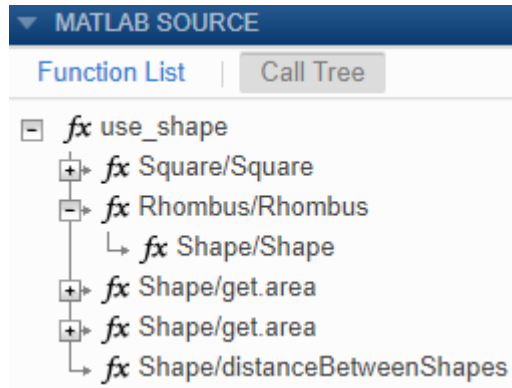 MATLAB SOURCE
Function List | Call Tree
fx use_shape
fx Square/Square
fx Rhombus/Rhombus
fx Shape/Shape
fx Shape/get.area
fx Shape/get.area
fx Shape/distanceBetweenShapes